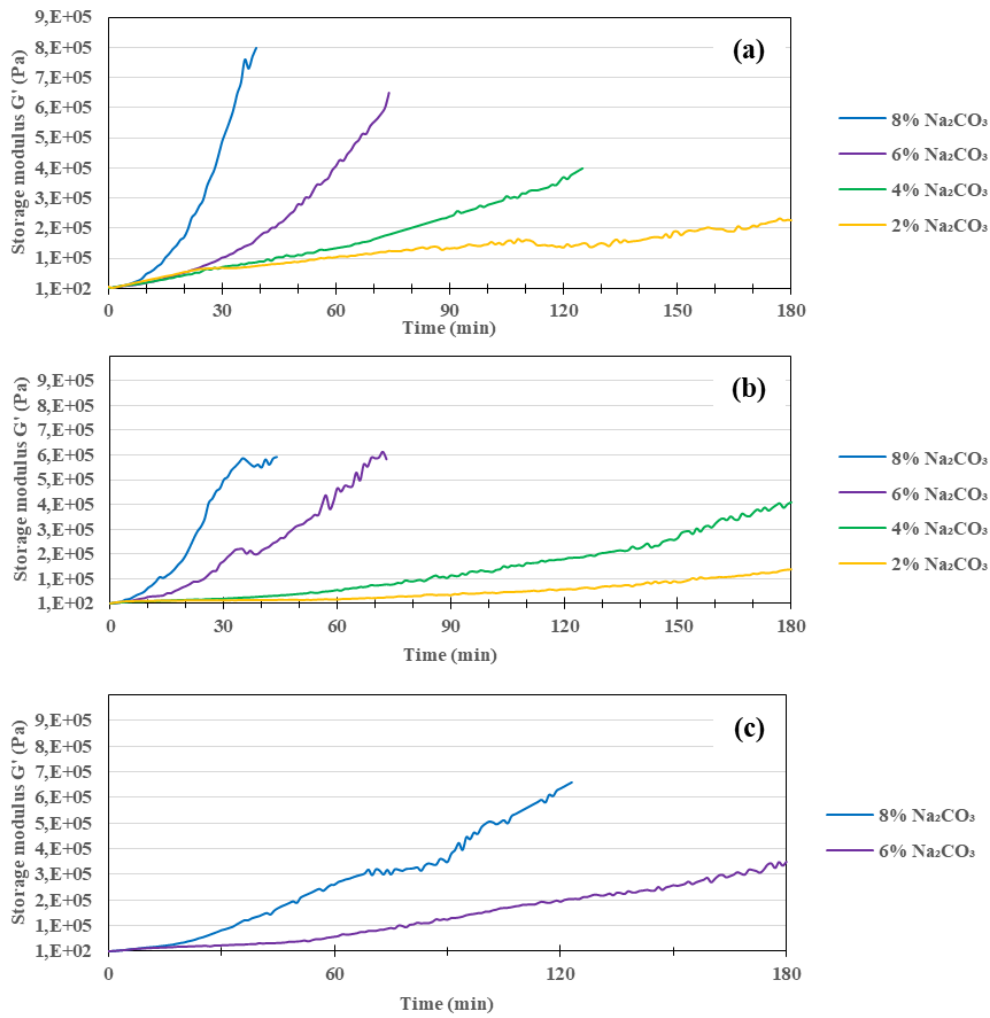 (a)
Storage modulus G' (Pa)
9,E+05
8,E+05
7,E+05
6,E+05
5,E+05
4,E+05
3,E+05
2,E+05
1,E+05
1,E+02
0 30 60 90 120 150 180
Time (min)
8% Na₂CO₃
6% Na₂CO₃
4% Na₂CO₃
2% Na₂CO₃
(b)
Storage modulus G' (Pa)
9,E+05
8,E+05
7,E+05
6,E+05
5,E+05
4,E+05
3,E+05
2,E+05
1,E+05
1,E+02
0 30 60 90 120 150 180
Time (min)
8% Na₂CO₃
6% Na₂CO₃
4% Na₂CO₃
2% Na₂CO₃
(c)
Storage modulus G' (Pa)
9,E+05
8,E+05
7,E+05
6,E+05
5,E+05
4,E+05
3,E+05
2,E+05
1,E+05
1,E+02
0 60 120 180
Time (min)
8% Na₂CO₃
6% Na₂CO₃